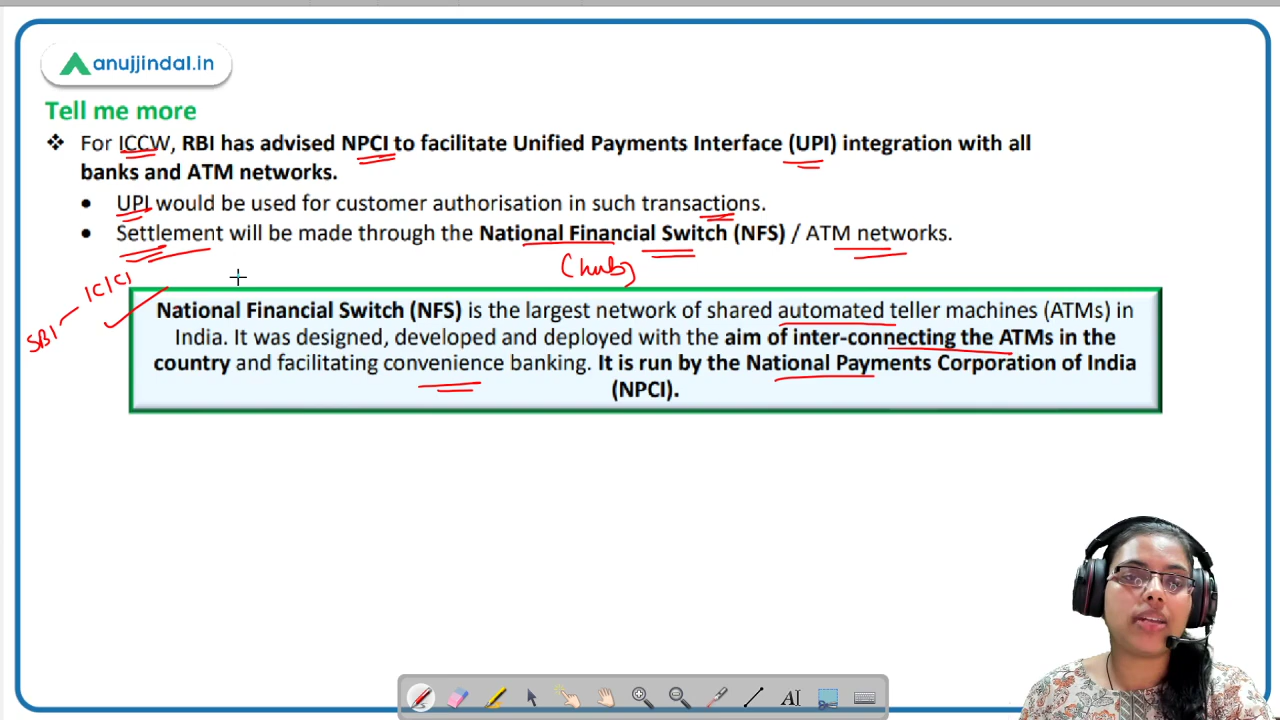 anujjindal.in
Tell me more
❖ For ICCW, RBI has advised NPCI to facilitate Unified Payments Interface (UPI) integration with all
banks and ATM networks.
• UPI would be used for customer authorisation in such transactions.
• Settlement will be made through the National Financial Switch (NFS) / ATM networks.
(hub)
SBI - ICICI
National Financial Switch (NFS) is the largest network of shared automated teller machines (ATMs) in
India. It was designed, developed and deployed with the aim of inter-connecting the ATMs in the
country and facilitating convenience banking. It is run by the National Payments Corporation of India
(NPCI).
AI